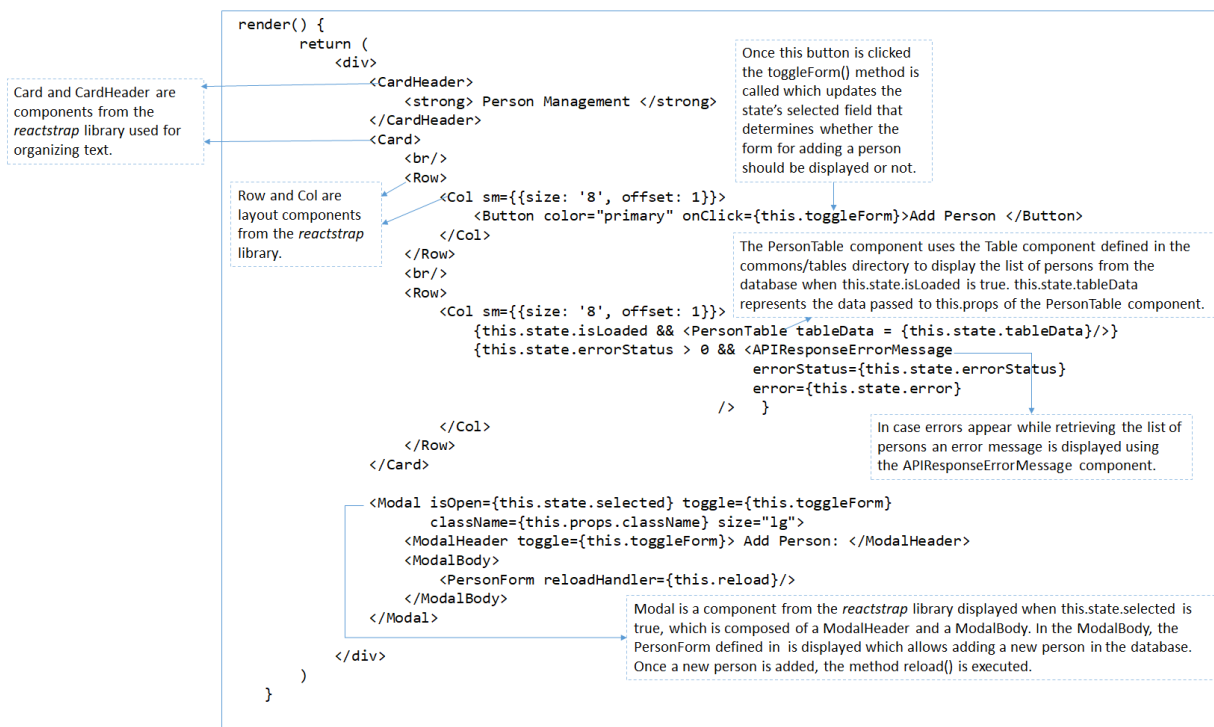 render() {
return (
<div>
<CardHeader>
<strong> Person Management </strong>
</CardHeader>
<Card>
<br/>
<Row>
<Col sm={{size: '8', offset: 1}}>
<Button color="primary" onClick={this.toggleForm}>Add Person </Button>
</Col>
</Row>
<br/>
<Row>
<Col sm={{size: '8', offset: 1}}>
{this.state.isLoaded && <PersonTable tableData = {this.state.tableData}/>}
{this.state.errorStatus > 0 && <APIResponseErrorMessage
errorStatus={this.state.errorStatus}
error={this.state.error}
/> }
</Col>
</Row>
</Card>
<Modal isOpen={this.state.selected} toggle={this.toggleForm}
className={this.props.className} size="lg">
<ModalHeader toggle={this.toggleForm}> Add Person: </ModalHeader>
<ModalBody>
<PersonForm reloadHandler={this.reload}/>
</ModalBody>
</Modal>
</div>
)
}
Card and CardHeader are
components from the
reactstrap library used for
organizing text.
Row and Col are
layout components
from the reactstrap
library.
Once this button is clicked
the toggleForm() method is
called which updates the
state's selected field that
determines whether the
form for adding a person
should be displayed or not.
The PersonTable component uses the Table component defined in the
commons/tables directory to display the list of persons from the
database when this.state.isLoaded is true. this.state.tableData
represents the data passed to this.props of the PersonTable component.
In case errors appear while retrieving the list of
persons an error message is displayed using
the APIResponseErrorMessage component.
Modal is a component from the reactstrap library displayed when this.state.selected is
true, which is composed of a ModalHeader and a ModalBody. In the ModalBody, the
PersonForm defined in is displayed which allows adding a new person in the database.
Once a new person is added, the method reload() is executed.